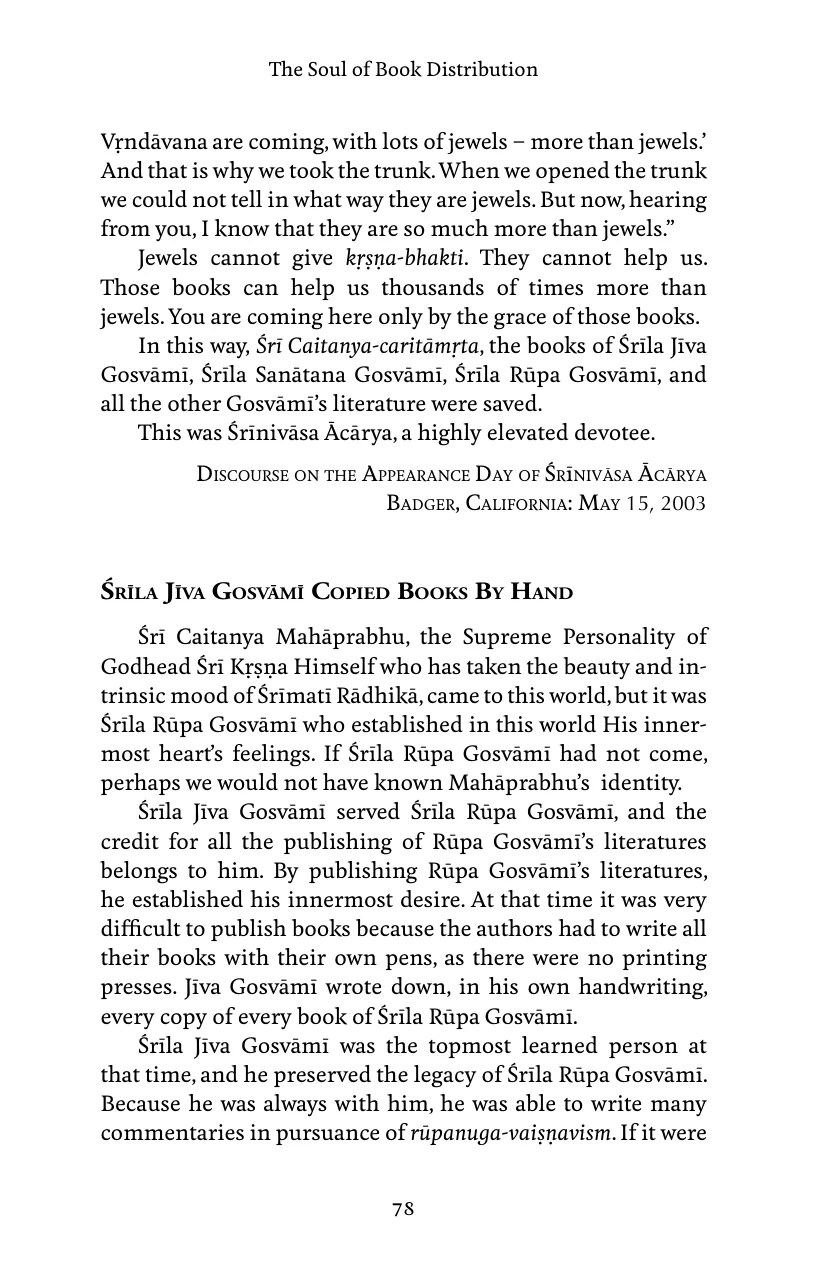 The Soul of Book Distribution
Vṛndāvana are coming, with lots of jewels – more than jewels.’
And that is why we took the trunk. When we opened the trunk
we could not tell in what way they are jewels. But now, hearing
from you, I know that they are so much more than jewels.”
Jewels cannot give kṛṣṇa-bhakti. They cannot help us.
Those books can help us thousands of times more than
jewels. You are coming here only by the grace of those books.
In this way, Śrī Caitanya-caritāmṛta, the books of Śrīla Jīva
Gosvāmī, Śrīla Sanātana Gosvāmī, Śrīla Rūpa Gosvāmī, and
all the other Gosvāmī’s literature were saved.
This was Śrīnivāsa Ācārya, a highly elevated devotee.
Discourse on the Appearance Day of Śrīnivāsa Ācārya
Badger, California: May 15, 2003
Śrīla Jīva Gosvāmī Copied Books By Hand
Śrī Caitanya Mahāprabhu, the Supreme Personality of
Godhead Śrī Kṛṣṇa Himself who has taken the beauty and in-
trinsic mood of Śrīmatī Rādhikā, came to this world, but it was
Śrīla Rūpa Gosvāmī who established in this world His inner-
most heart’s feelings. If Śrīla Rūpa Gosvāmī had not come,
perhaps we would not have known Mahāprabhu’s identity.
Śrīla Jīva Gosvāmī served Śrīla Rūpa Gosvāmī, and the
credit for all the publishing of Rūpa Gosvāmī’s literatures
belongs to him. By publishing Rūpa Gosvāmī’s literatures,
he established his innermost desire. At that time it was very
difficult to publish books because the authors had to write all
their books with their own pens, as there were no printing
presses. Jīva Gosvāmī wrote down, in his own handwriting,
every copy of every book of Śrīla Rūpa Gosvāmī.
Śrīla Jīva Gosvāmī was the topmost learned person at
that time, and he preserved the legacy of Śrīla Rūpa Gosvāmī.
Because he was always with him, he was able to write many
commentaries in pursuance of rūpanuga-vaiṣṇavism. If it were
78